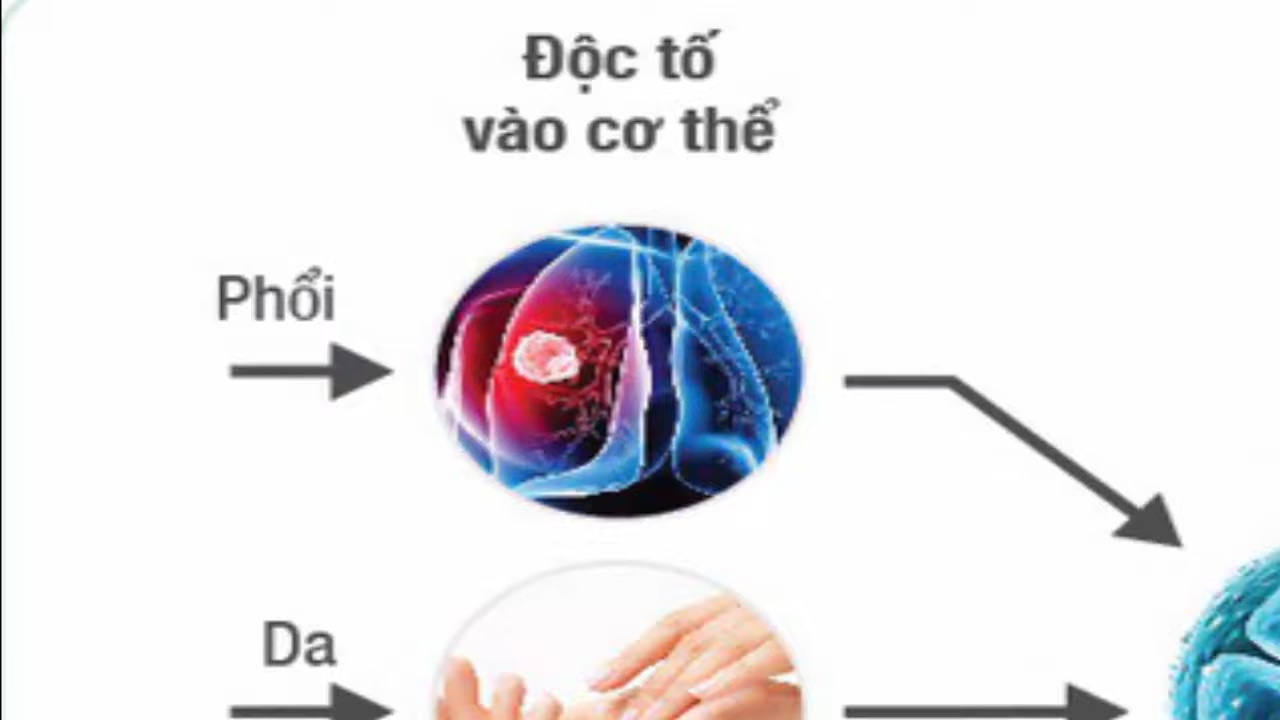 Độc tố
vào cơ thể
Phổi
Da